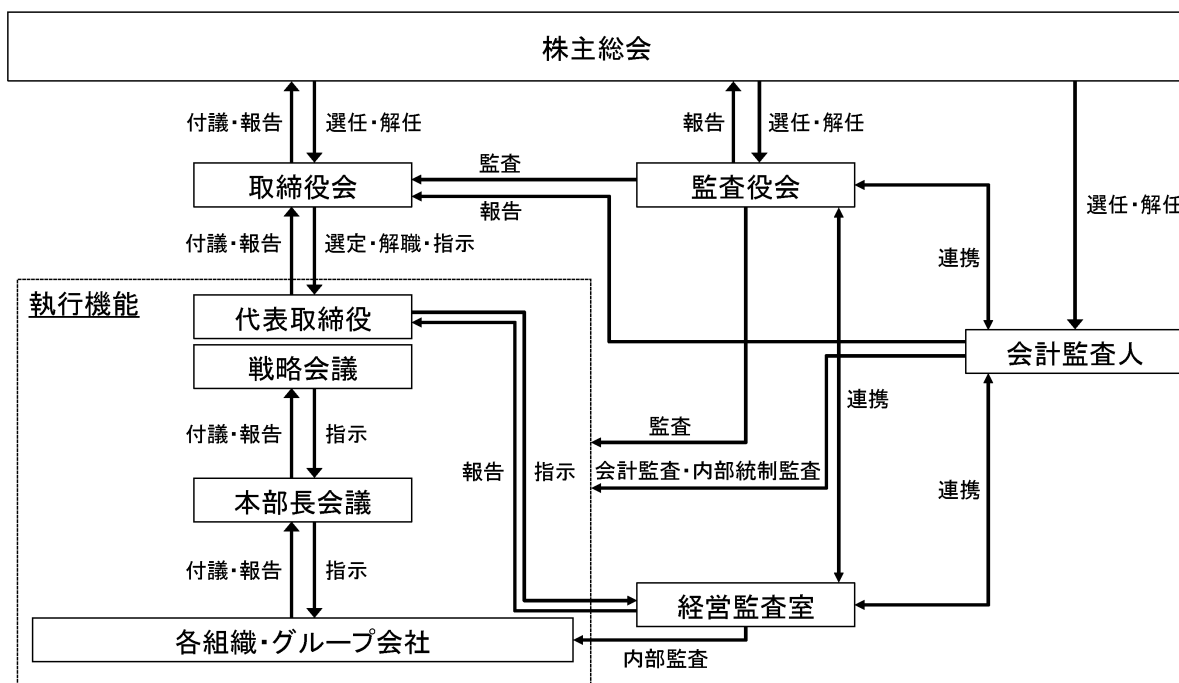 株主総会
付議・報告
選任・解任
報告
選任・解任
選任・解任
取締役会
監査
監査役会
報告
付議・報告
選定・解職・指示
連携
執行機能
代表取締役
会計監査人
戦略会議
連携
付議・報告
指示
監査
報告
指示
会計監査・内部統制監査
本部長会議
連携
付議・報告
指示
経営監査室
各組織・グループ会社
内部監査